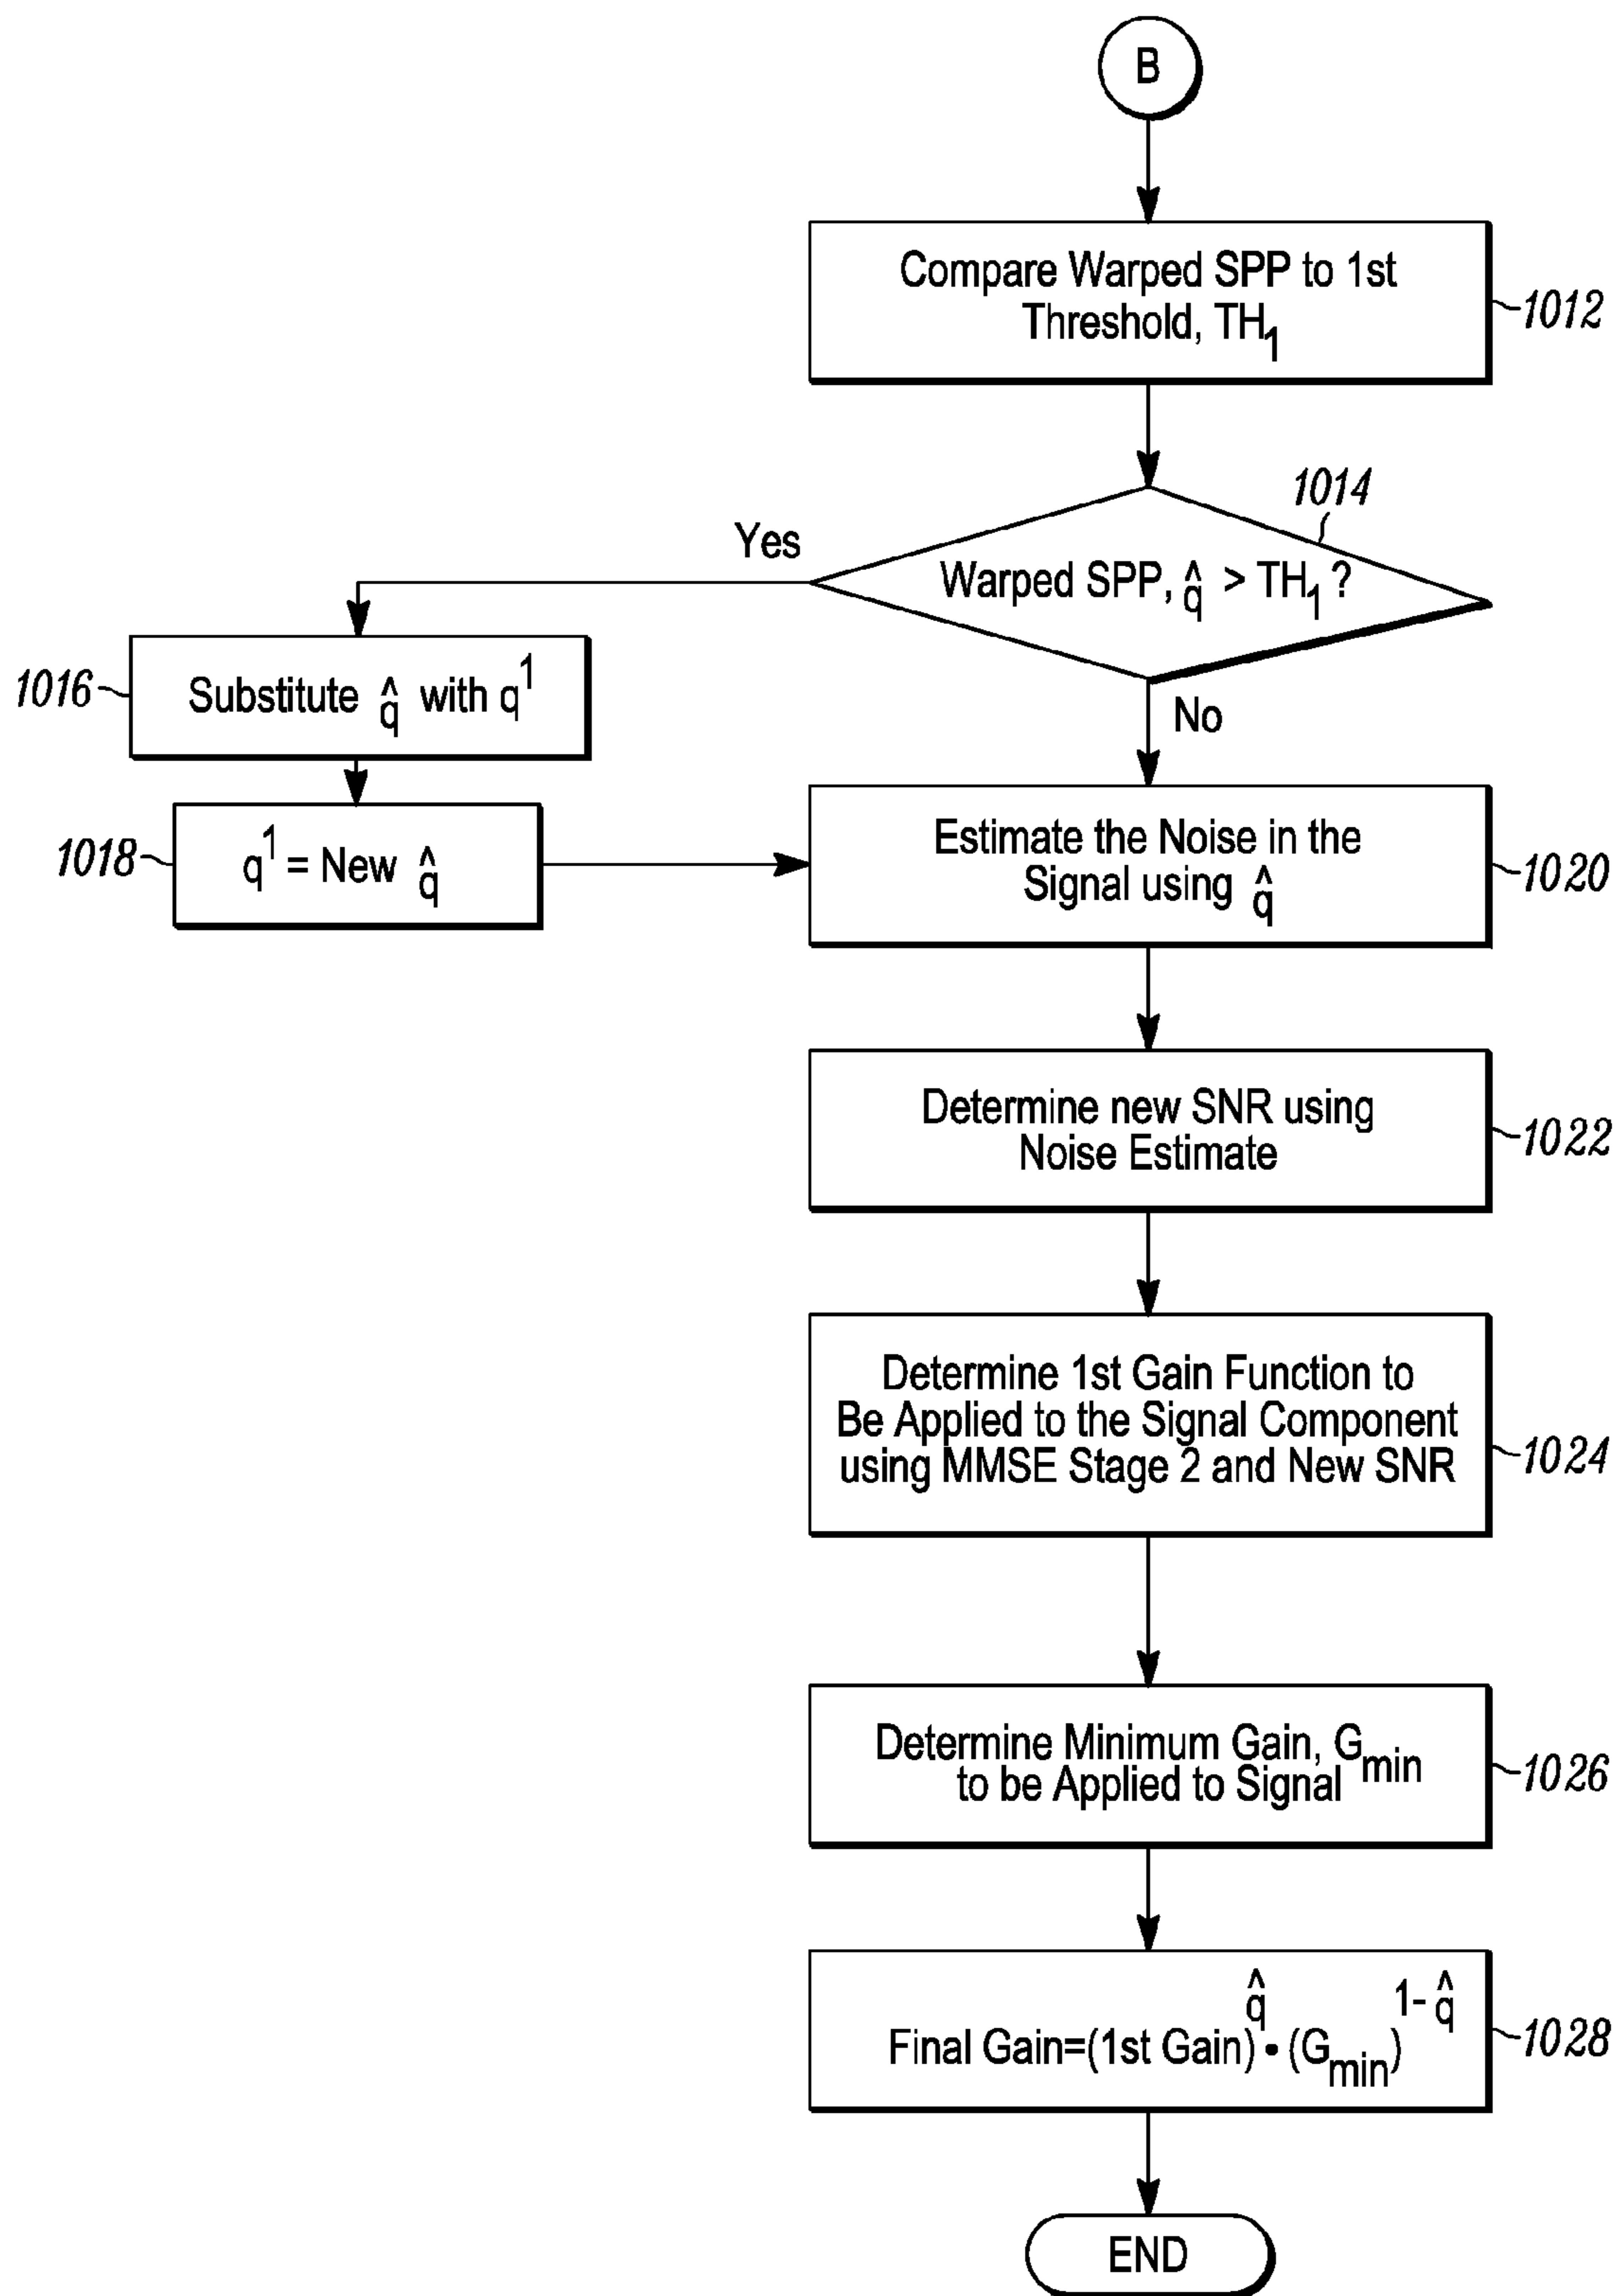 B
Compare Warped SPP to 1st
Threshold, TH₁
1012
1014
Yes
Warped SPP, q̂ > TH₁ ?
1016
Substitute q̂ with q¹
No
1018
q¹ = New q̂
Estimate the Noise in the
Signal using q̂
1020
Determine new SNR using
Noise Estimate
1022
Determine 1st Gain Function to
Be Applied to the Signal Component
using MMSE Stage 2 and New SNR
1024
Determine Minimum Gain, G_min
to be Applied to Signal
1026
Final Gain=(1st Gain)^q̂ • (G_min)^1-q̂
1028
END